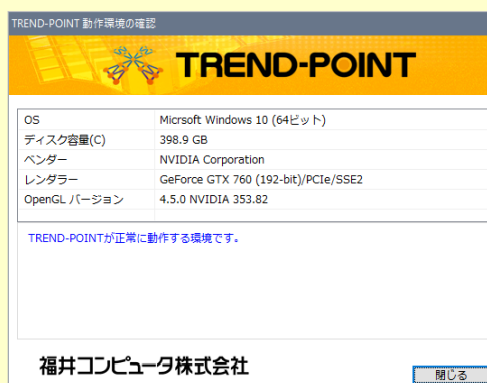 TREND-POINT 動作環境の確認
TREND-POINT
OS Micrsoft Windows 10 (64ビット)
ディスク容量(C) 398.9 GB
ベンダー NVIDIA Corporation
レンダラー GeForce GTX 760 (192-bit)/PCIe/SSE2
OpenGL バージョン 4.5.0 NVIDIA 353.82
TREND-POINTが正常に動作する環境です。
福井コンピュータ株式会社
閉じる